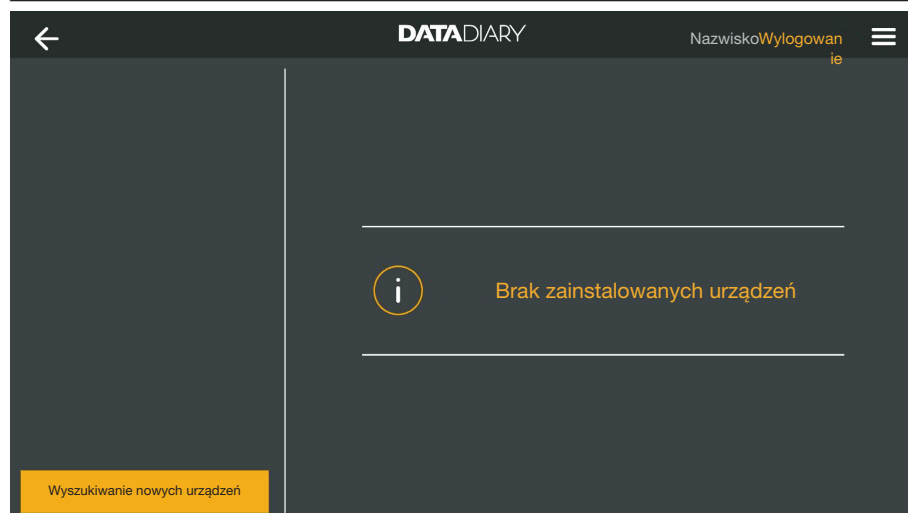 DATADIARY
NazwiskoWylogowan
ie
Brak zainstalowanych urządzeń
Wyszukiwanie nowych urządzeń